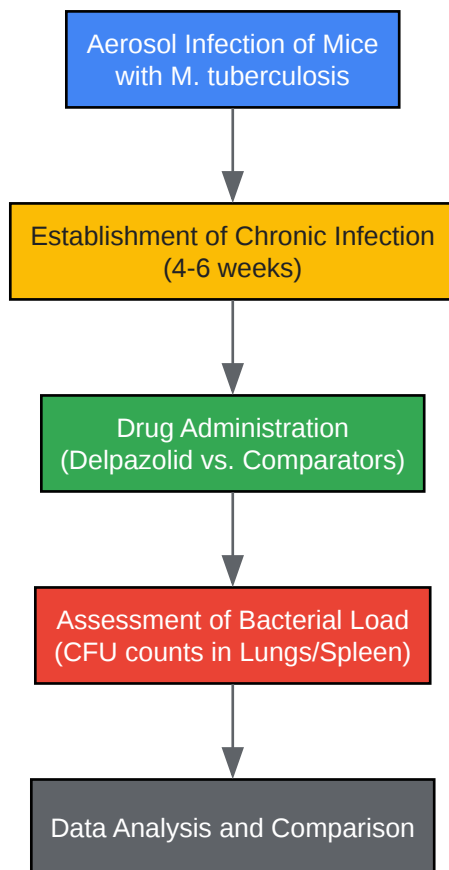 Aerosol Infection of Mice
with M. tuberculosis
Establishment of Chronic Infection
(4-6 weeks)
Drug Administration
(Delpazolid vs. Comparators)
Assessment of Bacterial Load
(CFU counts in Lungs/Spleen)
Data Analysis and Comparison